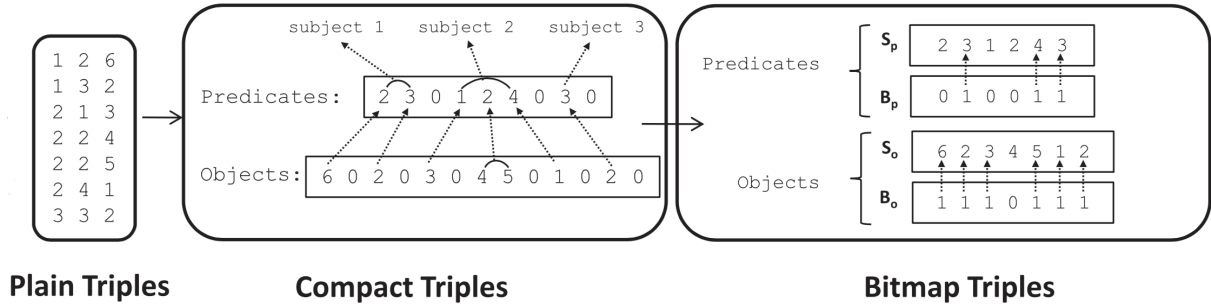 1 2 6
1 3 2
2 1 3
2 2 4
2 2 5
2 4 1
3 3 2
Plain Triples
subject 1 subject 2 subject 3
Predicates: 2 3 0 1 2 4 0 3 0
Objects: 6 0 2 0 3 0 4 5 0 1 0 2 0
Compact Triples
Predicates
Sp 2 3 1 2 4 3
Bp 0 1 0 0 1 1
Objects
So 6 2 3 4 5 1 2
Bo 1 1 1 0 1 1 1
Bitmap Triples